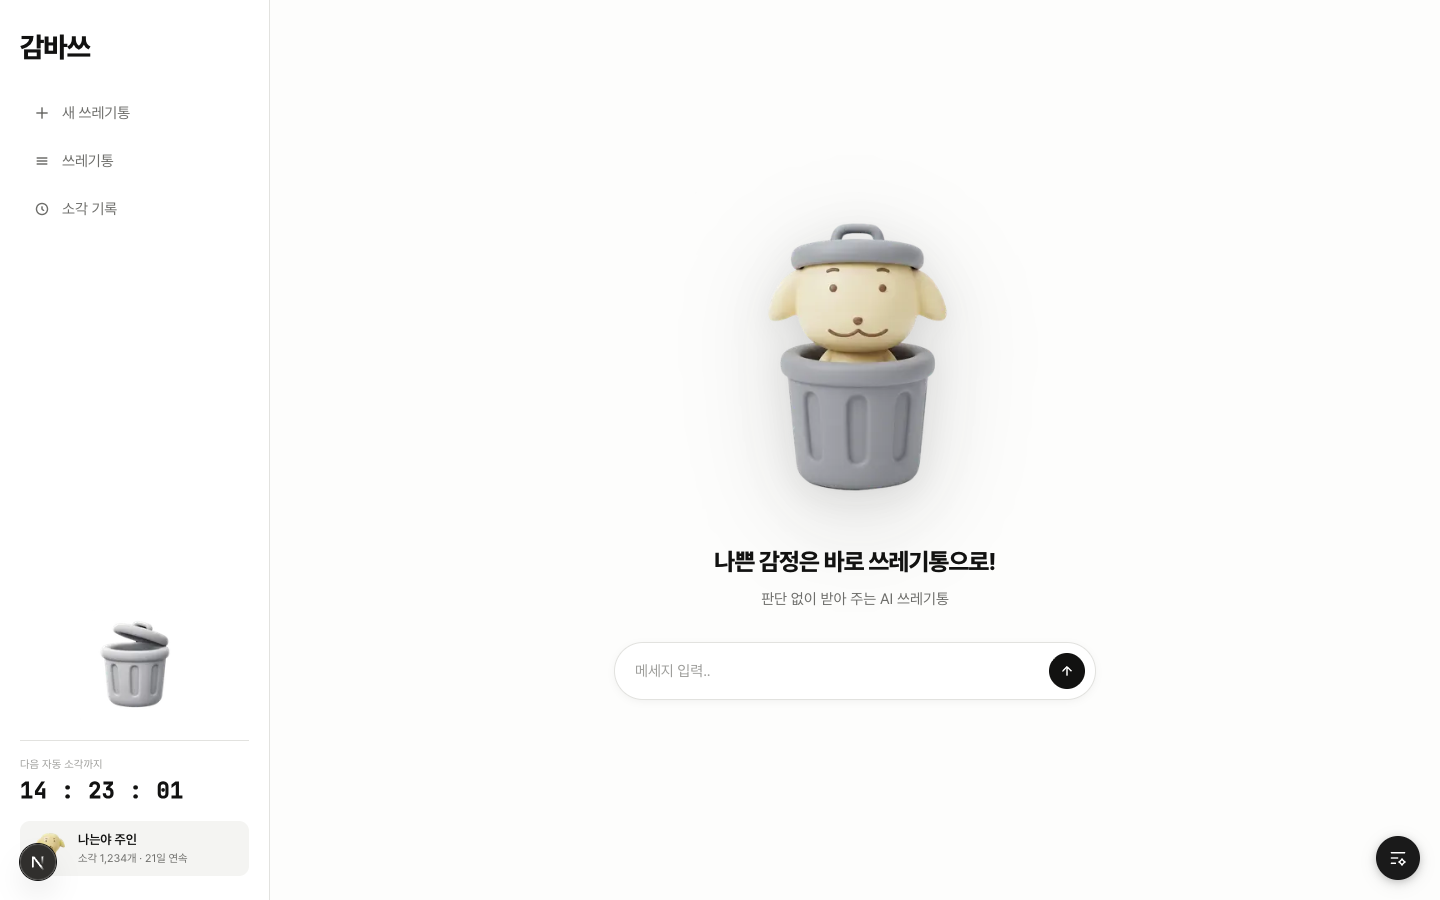 감바쓰
새 쓰레기통
쓰레기통
소각 기록
나쁜 감정은 바로 쓰레기통으로!
판단 없이 받아 주는 AI 쓰레기통
메세지 입력..
다음 자동 소각까지
14 : 23 : 01
나는야 주인
소각 1,234개 · 21일 연속
N